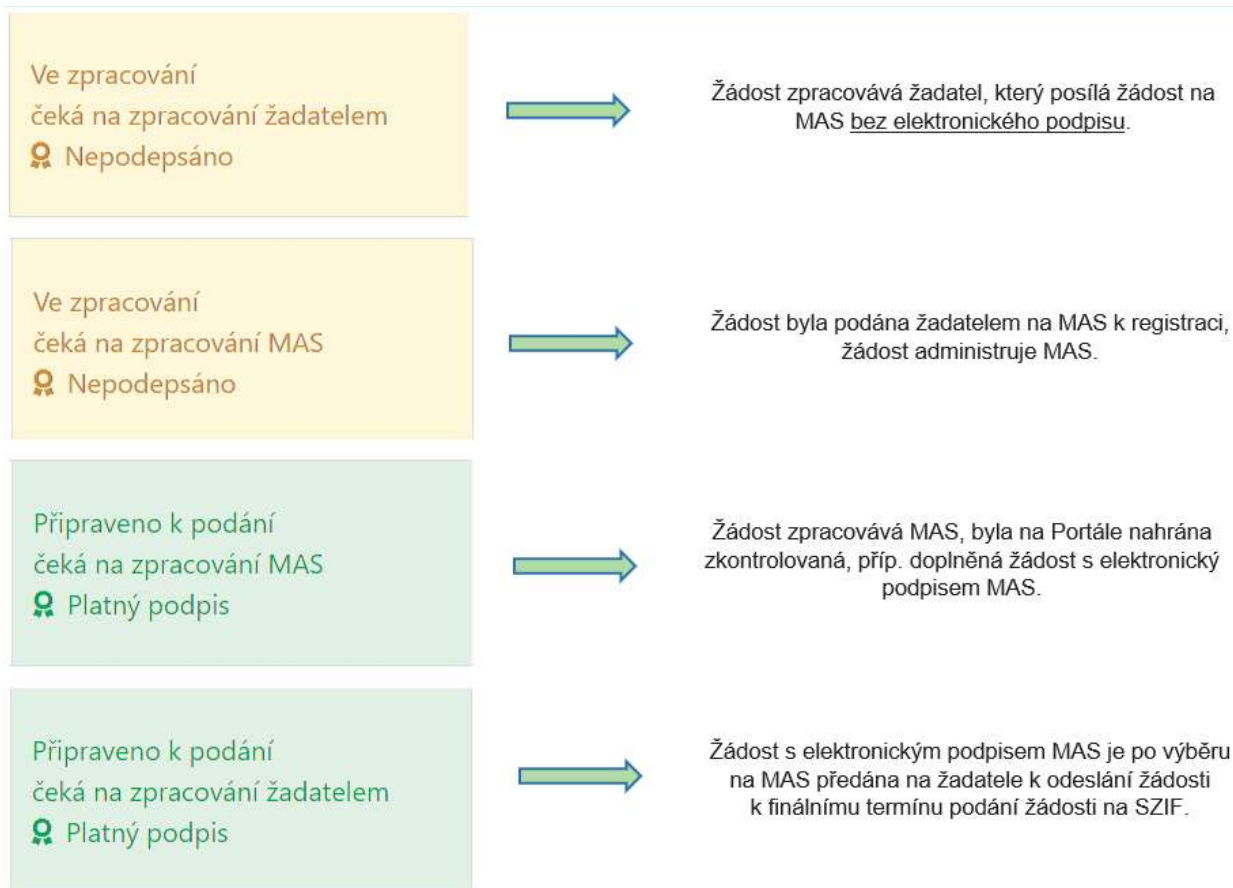 Ve zpracování
čeká na zpracování žadatelem
Nepodepsáno
Žádost zpracovává žadatel, který posílá žádost na
MAS bez elektronického podpisu.
Ve zpracování
čeká na zpracování MAS
Nepodepsáno
Žádost byla podána žadatelem na MAS k registraci,
žádost administruje MAS.
Připraveno k podání
čeká na zpracování MAS
Platný podpis
Žádost zpracovává MAS, byla na Portále nahrána
zkontrolovaná, příp. doplněná žádost s elektronický
podpisem MAS.
Připraveno k podání
čeká na zpracování žadatelem
Platný podpis
Žádost s elektronickým podpisem MAS je po výběru
na MAS předána na žadatele k odeslání žádosti
k finálnímu termínu podání žádosti na SZIF.